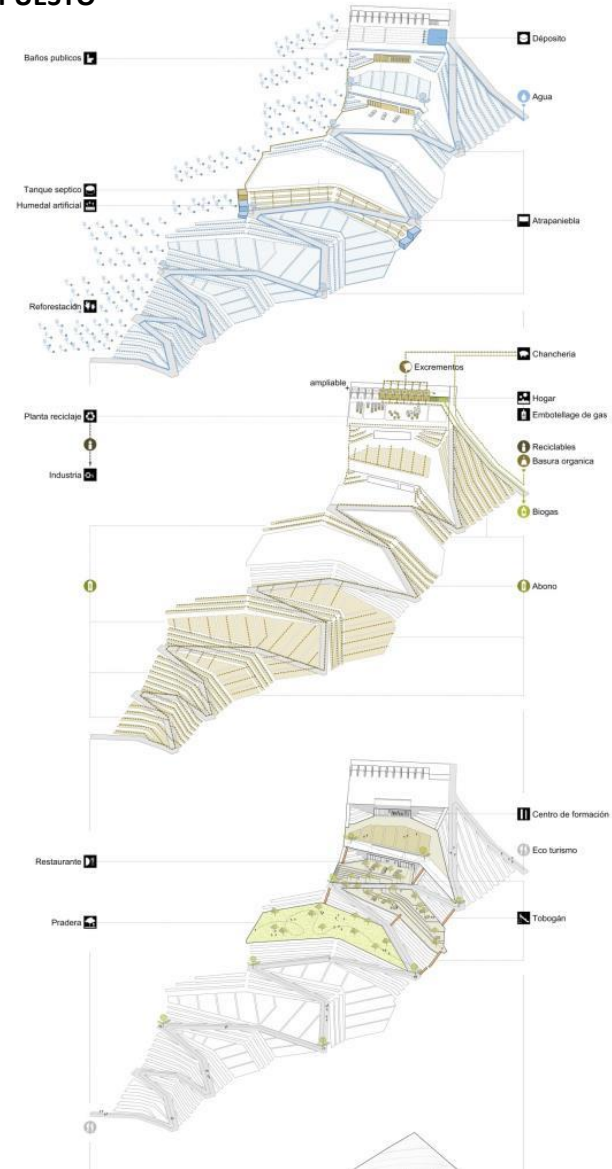 PUESTO
Déposito
Baños publicos
Agua
Tanque septico
Humedal artificial
Atrapaniebla
Reforestación
Chancheria
Excrementos
ampliable
Hogar
Planta reciclaje
Embotellage de gas
Reciclables
Basura organica
Industria
Biogas
Abono
Centro de formación
Eco turismo
Restaurante
Pradera
Tobogán